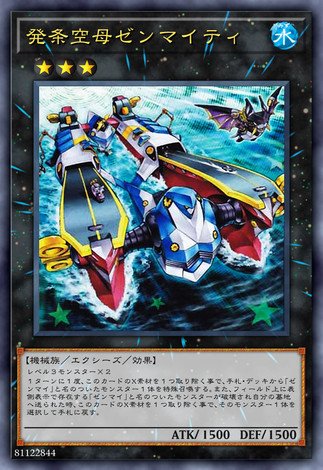 発条空母ゼンマイティ
水
【機械族／エクシーズ／効果】
レベル３モンスター×２
１ターンに１度、このカードのX素材を１つ取り除く事で、手札・デッキから「ゼ
ンマイ」と名のついたモンスター１体を特殊召喚する。また、フィールド上に表
側表示で存在する「ゼンマイ」と名のついたモンスターが破壊され自分の墓地
へ送られた時、このカードのX素材を１つ取り除く事で、そのモンスター１体を
選択して手札に戻す。
ATK/1500 DEF/1500
81122844